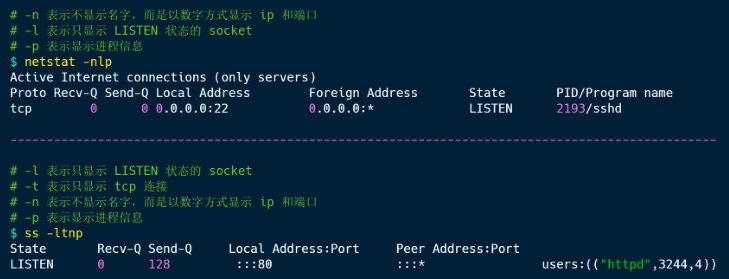 # -n 表示不显示名字，而是以数字方式显示 ip 和端口
# -l 表示只显示 LISTEN 状态的 socket
# -p 表示显示进程信息
$ netstat -nlp
Active Internet connections (only servers)
Proto Recv-Q Send-Q Local Address           Foreign Address         State       PID/Program name
tcp        0      0 0.0.0.0:22              0.0.0.0:*               LISTEN      2193/sshd
# -l 表示只显示 LISTEN 状态的 socket
# -t 表示只显示 tcp 连接
# -n 表示不显示名字，而是以数字方式显示 ip 和端口
# -p 表示显示进程信息
$ ss -ltnp
State       Recv-Q Send-Q     Local Address:Port     Peer Address:Port
LISTEN      0      128         :::80                 :::*                users:(("httpd",3244,4))